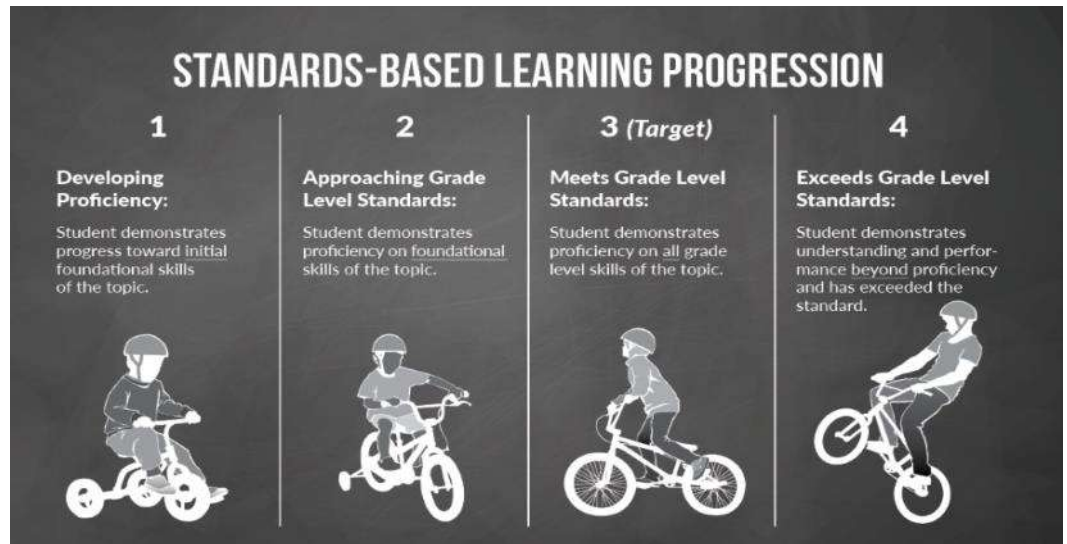 STANDARDS-BASED LEARNING PROGRESSION
1
Developing
Proficiency:
Student demonstrates
progress toward initial
foundational skills
of the topic.
2
Approaching Grade
Level Standards:
Student demonstrates
proficiency on foundational
skills of the topic.
3 (Target)
Meets Grade Level
Standards:
Student demonstrates
proficiency on all grade
level skills of the topic.
4
Exceeds Grade Level
Standards:
Student demonstrates
understanding and perfor-
mance beyond proficiency
and has exceeded the
standard.